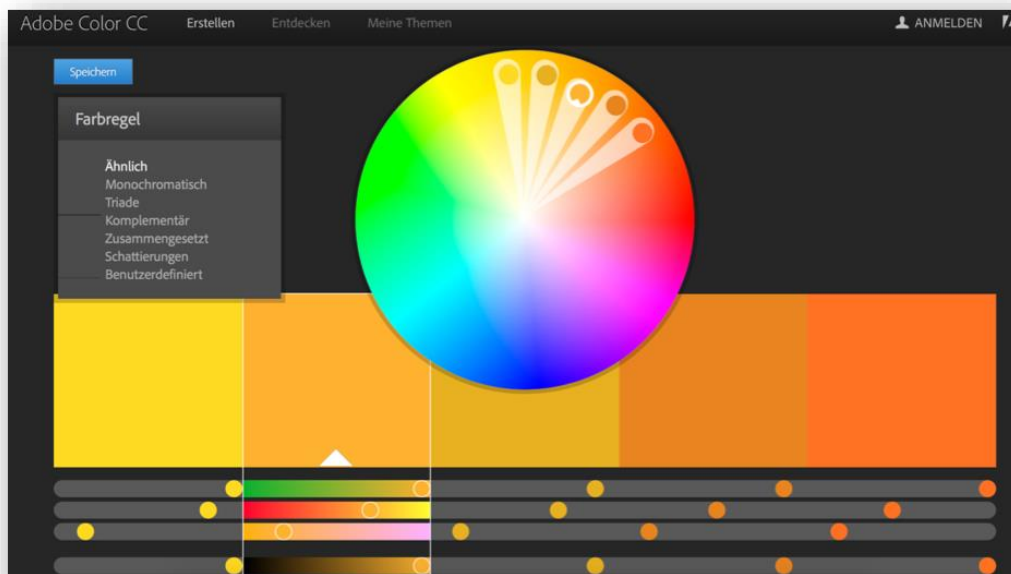 Adobe Color CC Erstellen Entdecken Meine Themen ANMELDEN
Speichern
Farbregel
Ähnlich
Monochromatisch
Triade
Komplementär
Zusammengesetzt
Schattierungen
Benutzerdefiniert